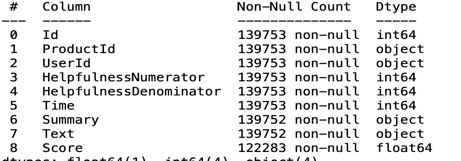 # Column Non-Null Count Dtype
--- ------ -------------- -----
0 Id 139753 non-null int64
1 ProductId 139753 non-null object
2 UserId 139753 non-null object
3 HelpfulnessNumerator 139753 non-null int64
4 HelpfulnessDenominator 139753 non-null int64
5 Time 139753 non-null int64
6 Summary 139752 non-null object
7 Text 139753 non-null object
8 Score 122283 non-null float64
dtypes: float64(1), int64(4), object(4)